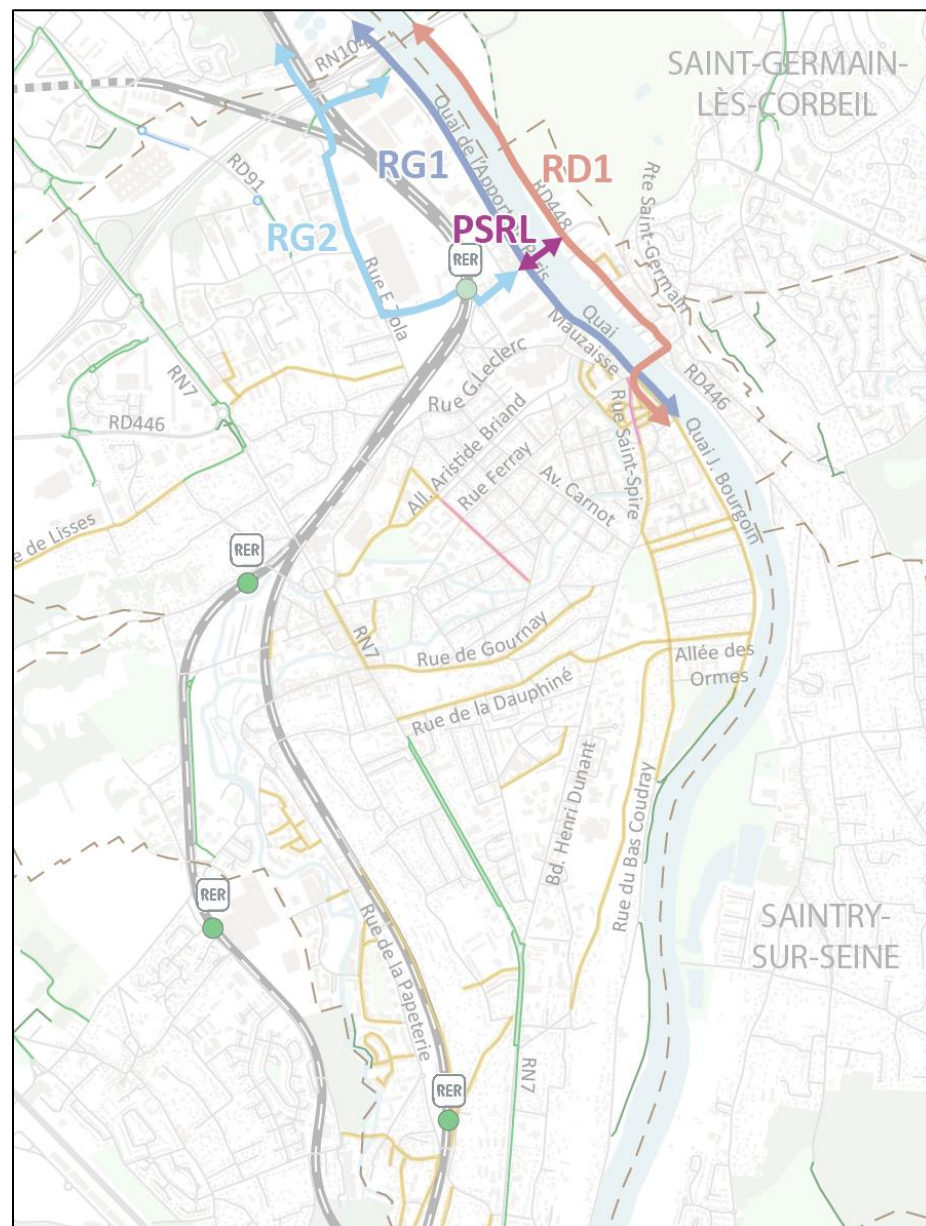 RN104
SAINT-GERMAIN-
LÈS-CORBEIL
Quai de l'Apport Paris
RG1
RD1
RD91
RD448
Rte Saint-Germain
RG2
PSRL
RER
Rue E. Zola
Quai
Mauzaisse
RN7
Rue G.Leclerc
RD446
RD446
All. Aristide Briand
Rue Ferray
Av. Carnot
Rue Saint-Spire
Quai J. Bourgoin
e de Lisses
RER
RN7
Rue de Gournay
Allée des
Ormes
Rue de la Dauphiné
Bd. Henri Dunant
Rue du Bas Coudray
RER
Rue de la Papeterie
SAINTRY-
SUR-SEINE
RN7
RER